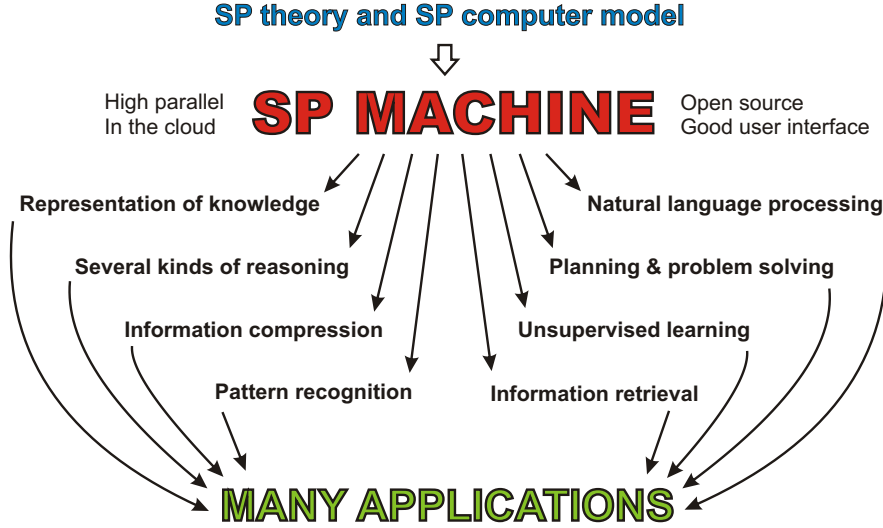 SP theory and SP computer model
High parallel
In the cloud
SP MACHINE
Open source
Good user interface
Representation of knowledge
Natural language processing
Several kinds of reasoning
Planning & problem solving
Information compression
Unsupervised learning
Pattern recognition
Information retrieval
MANY APPLICATIONS